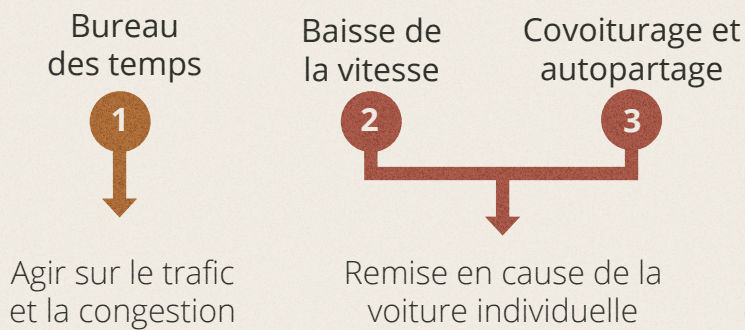 Bureau
des temps
Baisse de
la vitesse
Covoiturage et
autopartage
1
2
3
Agir sur le trafic
et la congestion
Remise en cause de la
voiture individuelle